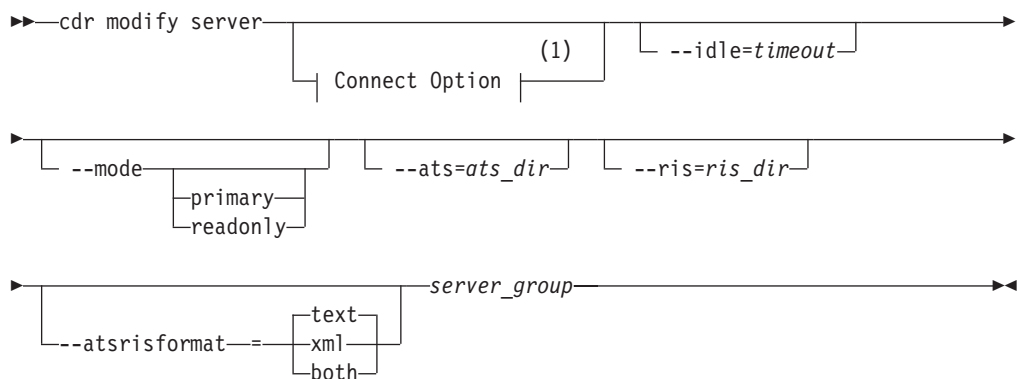 cdr modify server
(1)
Connect Option
--idle=timeout
--mode
primary
readonly
--ats=ats_dir
--ris=ris_dir
--atsrisformat=
text
xml
both
server_group